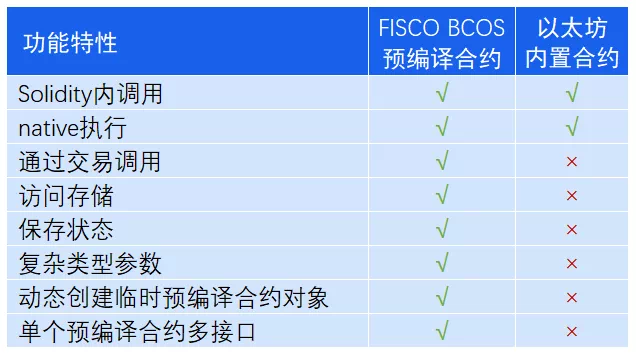 功能特性 FISCO BCOS 以太坊
预编译合约 内置合约
Solidity内调用 √ √
native执行 √ √
通过交易调用 √ ×
访问存储 √ ×
保存状态 √ ×
复杂类型参数 √ ×
动态创建临时预编译合约对象 √ ×
单个预编译合约多接口 √ ×